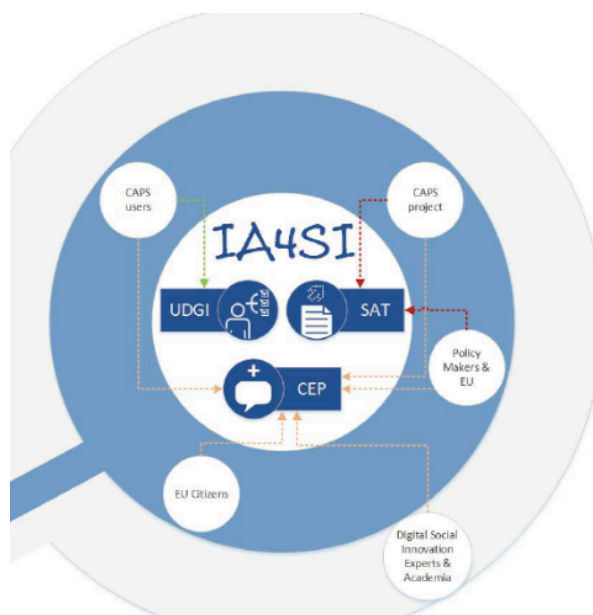 CAPS
users
CAPS
project
IA4SI
UDGI
SAT
Policy
Makers &
EU
CEP
EU Citizens
Digital Social
Innovation
Experts &
Academia